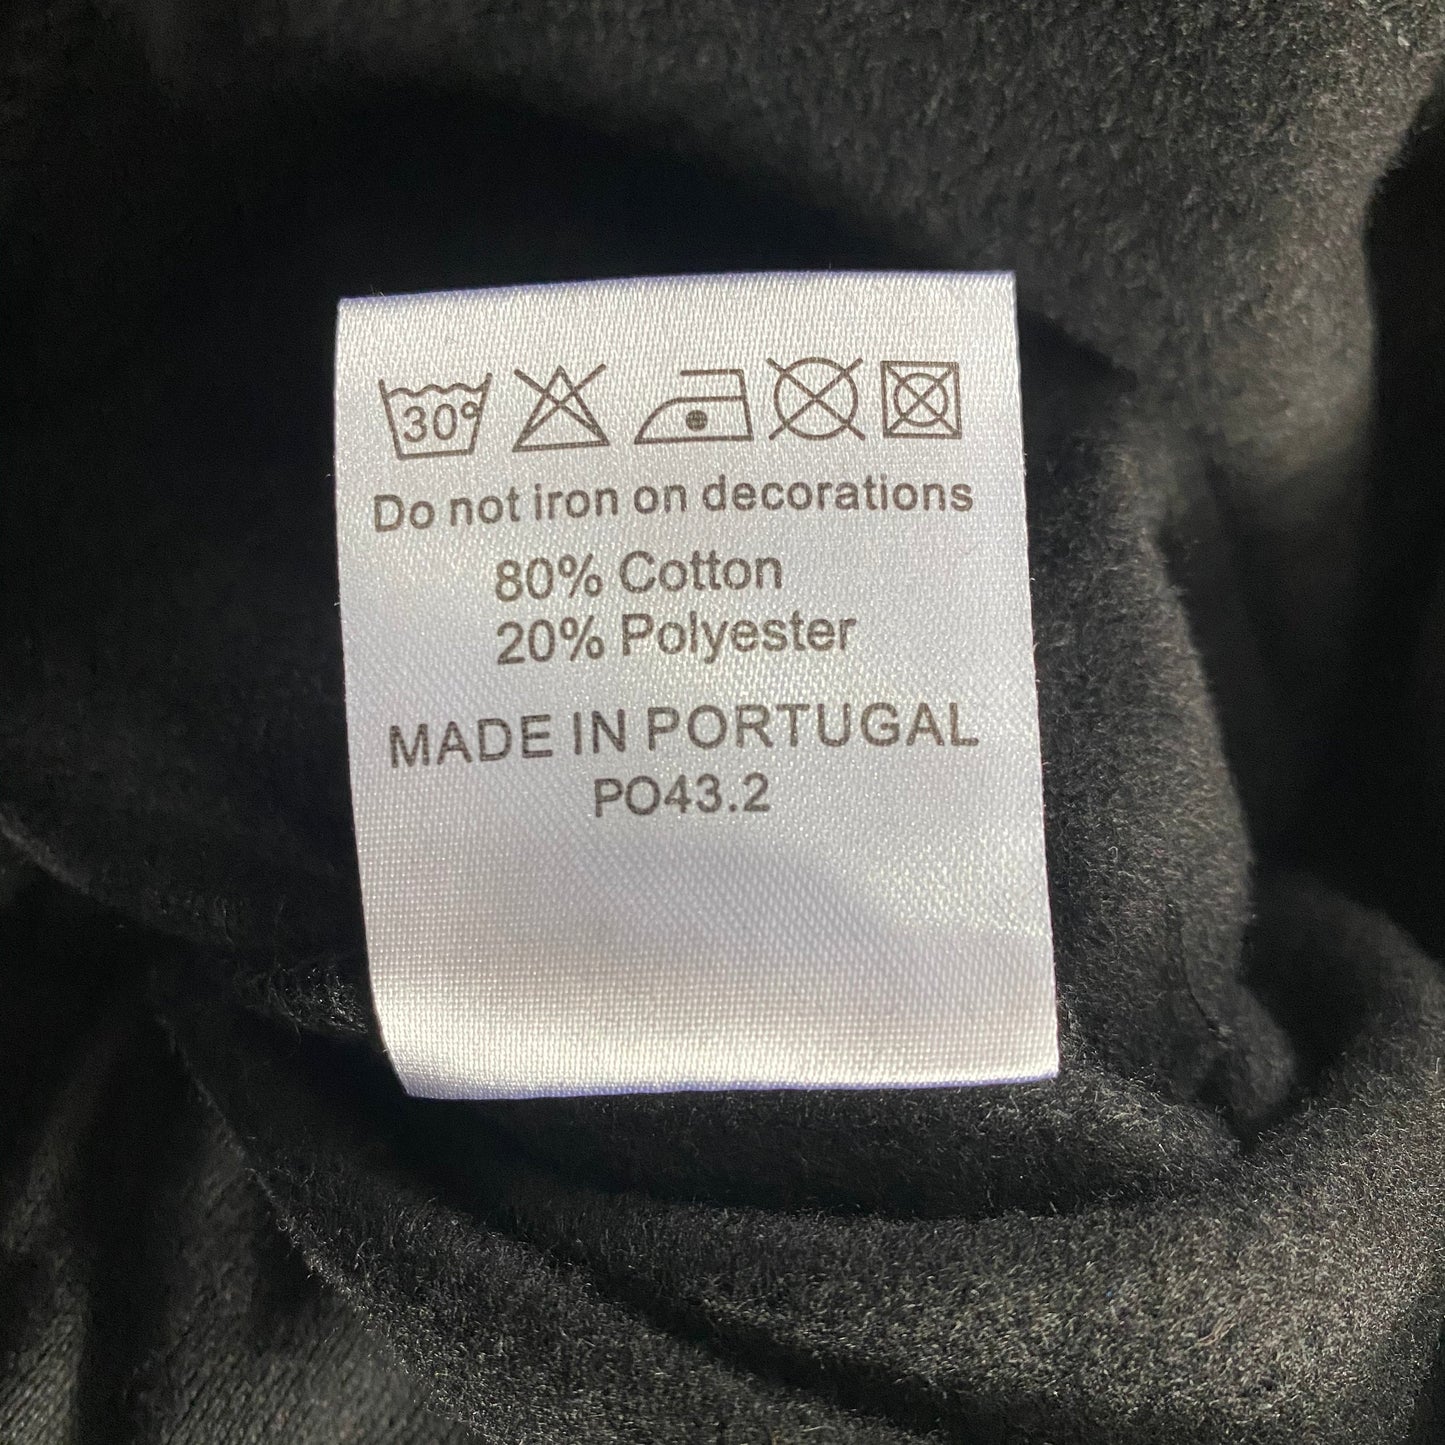 30°
Do not iron on decorations
80% Cotton
20% Polyester
MADE IN PORTUGAL
PO43.2